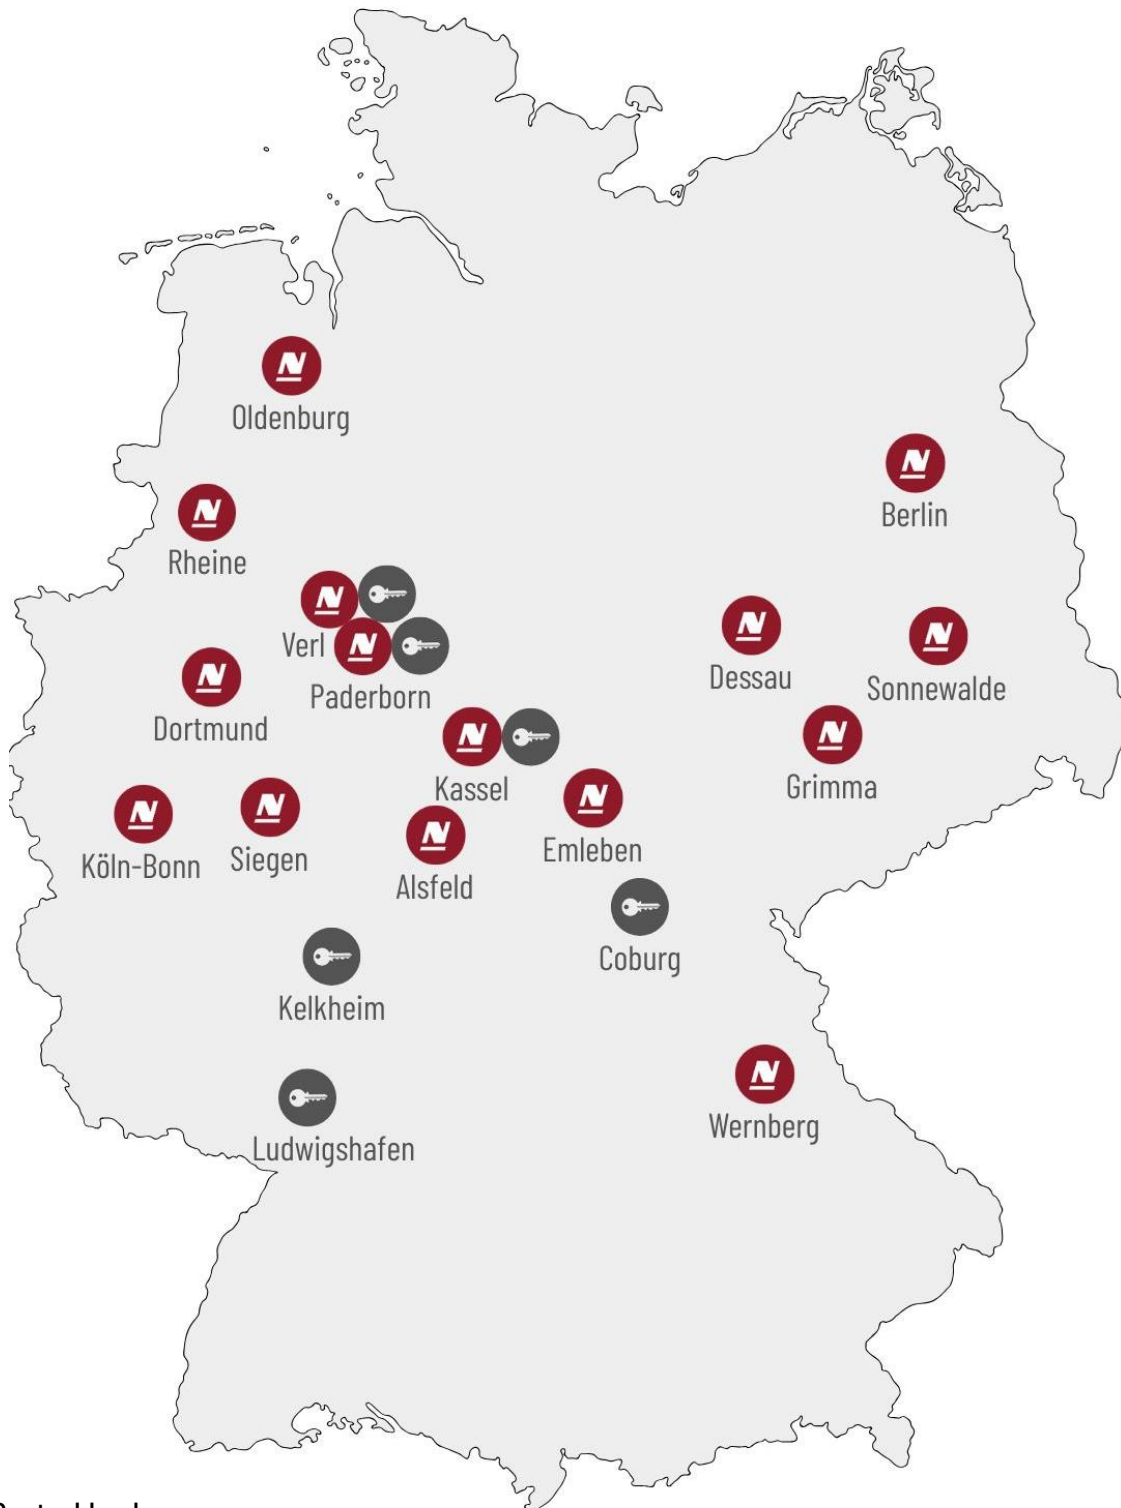 Oldenburg
Berlin
Rheine
Verl
Paderborn
Dessau
Sonnewalde
Dortmund
Kassel
Grimma
Köln-Bonn
Siegen
Alsfeld
Emleben
Coburg
Kelkheim
Wernberg
Ludwigshafen